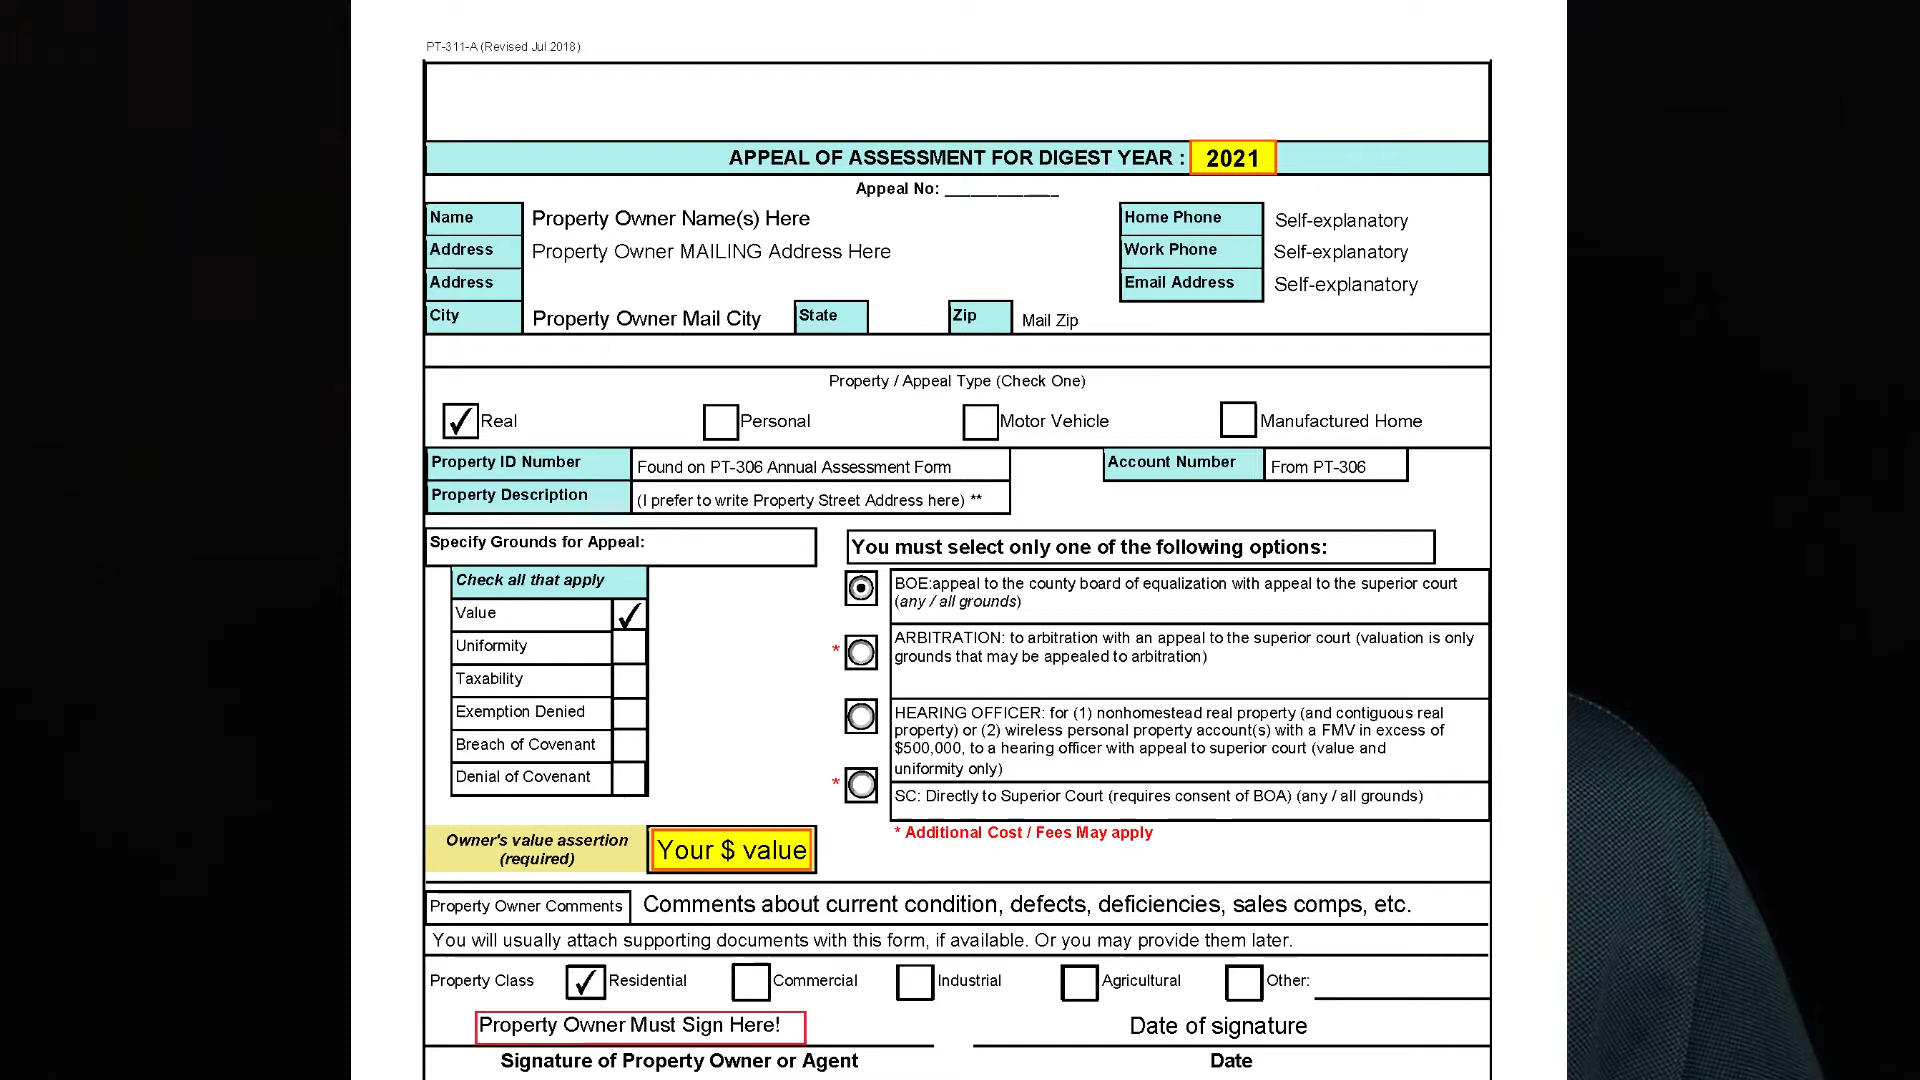 PT-311-A (Revised Jul 2018)
APPEAL OF ASSESSMENT FOR DIGEST YEAR : 2021
Appeal No: ____________
Name Property Owner Name(s) Here Home Phone Self-explanatory
Address Property Owner MAILING Address Here Work Phone Self-explanatory
Address Email Address Self-explanatory
City Property Owner Mail City State Zip Mail Zip
Property / Appeal Type (Check One)
Real Personal Motor Vehicle Manufactured Home
Property ID Number Found on PT-306 Annual Assessment Form Account Number From PT-306
Property Description (I prefer to write Property Street Address here) **
Specify Grounds for Appeal:
Check all that apply
Value
Uniformity
Taxability
Exemption Denied
Breach of Covenant
Denial of Covenant
You must select only one of the following options:
BOE:appeal to the county board of equalization with appeal to the superior court
(any / all grounds)
* ARBITRATION: to arbitration with an appeal to the superior court (valuation is only
grounds that may be appealed to arbitration)
HEARING OFFICER: for (1) nonhomestead real property (and contiguous real
property) or (2) wireless personal property account(s) with a FMV in excess of
$500,000, to a hearing officer with appeal to superior court (value and
uniformity only)
* SC: Directly to Superior Court (requires consent of BOA) (any / all grounds)
* Additional Cost / Fees May apply
Owner's value assertion
(required)
Your $ value
Property Owner Comments Comments about current condition, defects, deficiencies, sales comps, etc.
You will usually attach supporting documents with this form, if available. Or you may provide them later.
Property Class Residential Commercial Industrial Agricultural Other:
Property Owner Must Sign Here! Date of signature
Signature of Property Owner or Agent Date